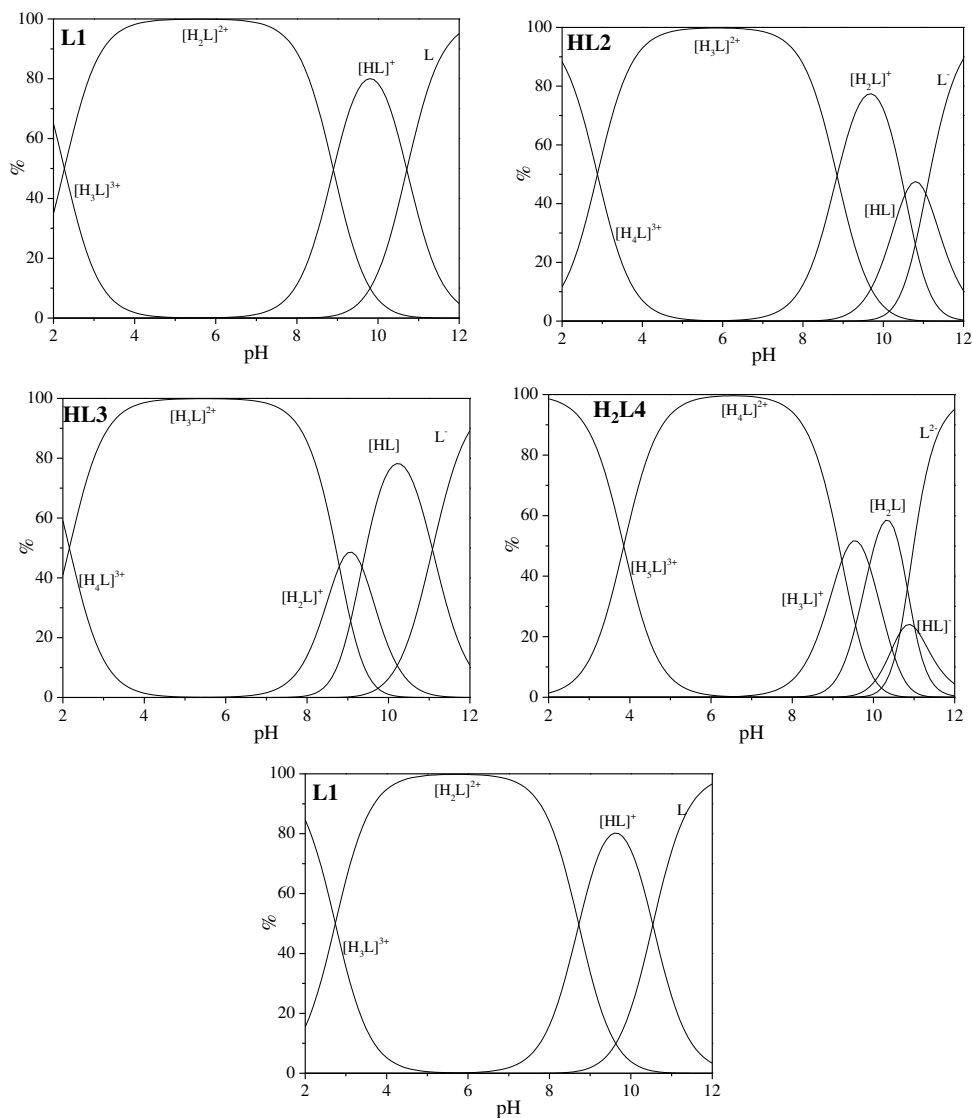 L1
[H₂L]²⁺
[HL]⁺
L
[H₃L]³⁺
100
80
60
40
20
0
%
2 4 6 8 10 12
pH
HL2
[H₃L]²⁺
[H₂L]⁺
L⁻
[HL]
[H₄L]³⁺
100
80
60
40
20
0
%
2 4 6 8 10 12
pH
HL3
[H₃L]²⁺
[HL]
L⁻
[H₄L]³⁺
[H₂L]⁺
100
80
60
40
20
0
%
2 4 6 8 10 12
pH
H₂L4
[H₄L]²⁺
L²⁻
[H₂L]
[H₅L]³⁺
[H₃L]⁺
[HL]⁻
100
80
60
40
20
0
%
2 4 6 8 10 12
pH
L1
[H₂L]²⁺
[HL]⁺
L
[H₃L]³⁺
100
80
60
40
20
0
%
2 4 6 8 10 12
pH